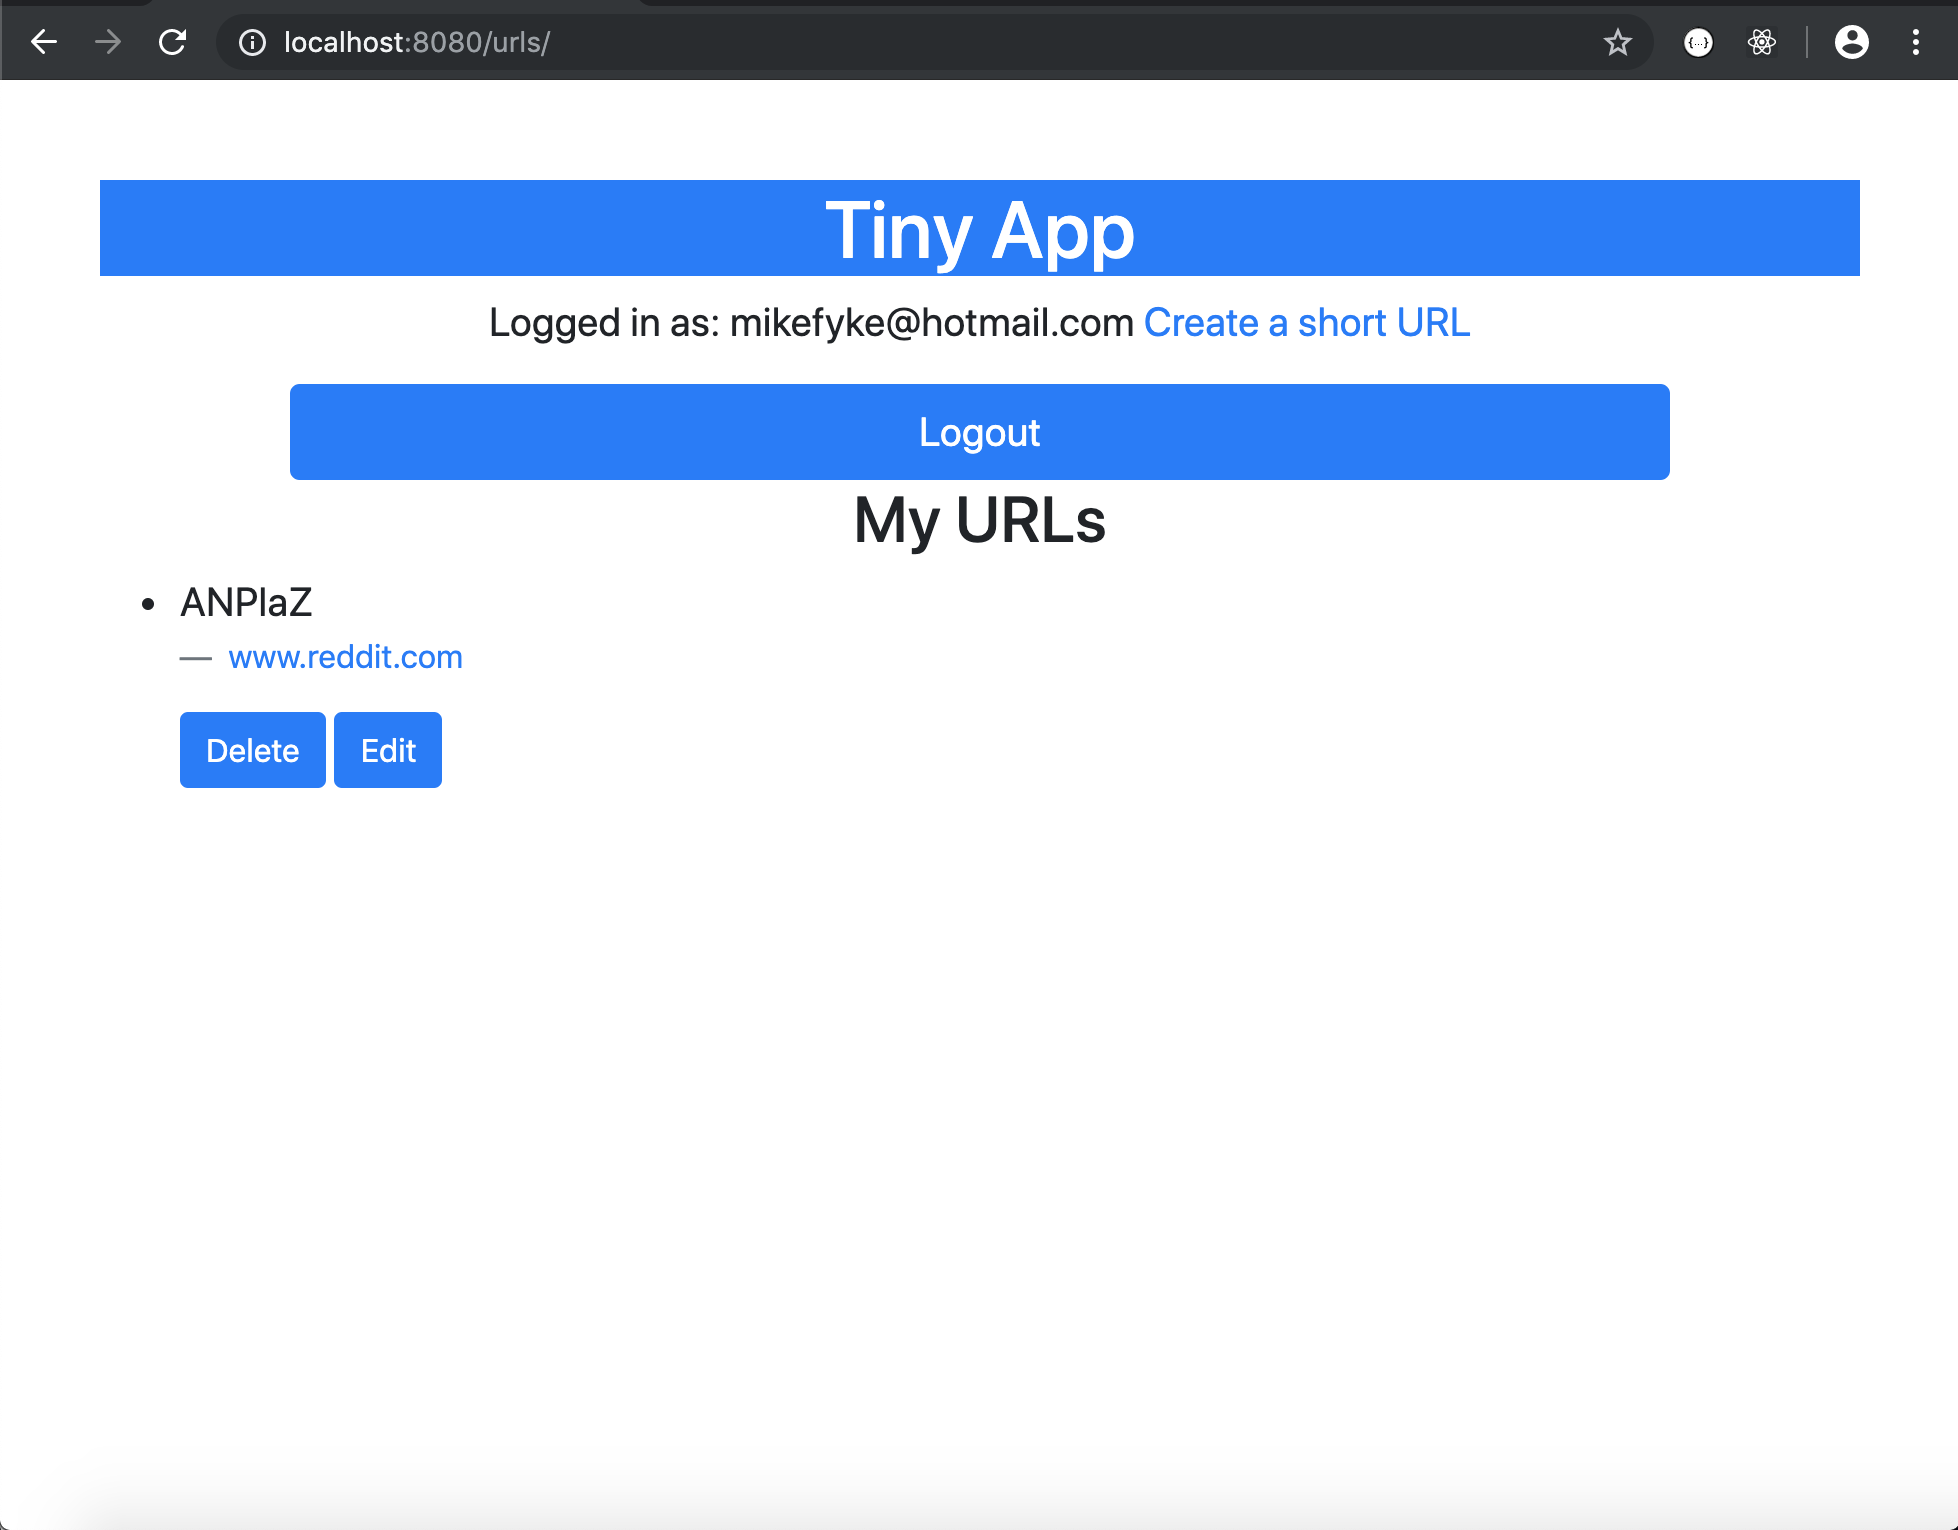 localhost:8080/urls/
{...}
Tiny App
Logged in as: mikefyke@hotmail.com Create a short URL
Logout
My URLs
• ANPlaZ
— www.reddit.com
Delete Edit